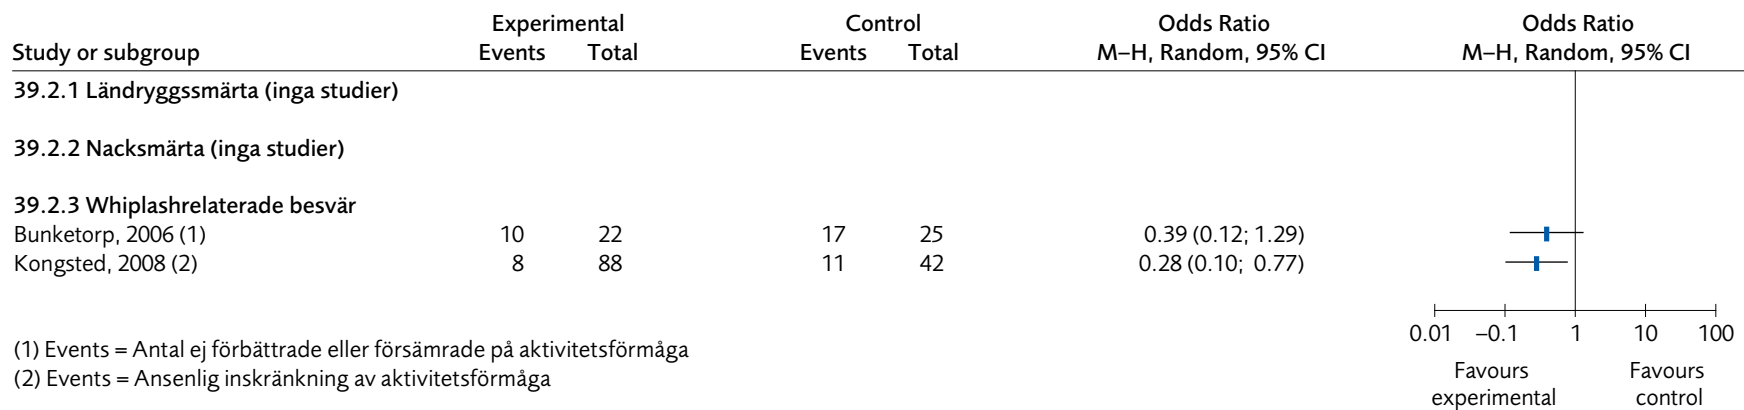 Experimental Control Odds Ratio Odds Ratio
Study or subgroup Events Total Events Total M–H, Random, 95% CI M–H, Random, 95% CI
39.2.1 Ländryggssmärta (inga studier)
39.2.2 Nacksmärta (inga studier)
39.2.3 Whiplashrelaterade besvär
Bunketorp, 2006 (1) 10 22 17 25 0.39 (0.12; 1.29)
Kongsted, 2008 (2) 8 88 11 42 0.28 (0.10; 0.77)
0.01 –0.1 1 10 100
(1) Events = Antal ej förbättrade eller försämrade på aktivitetsförmåga
(2) Events = Ansenlig inskränkning av aktivitetsförmåga
Favours Favours
experimental control